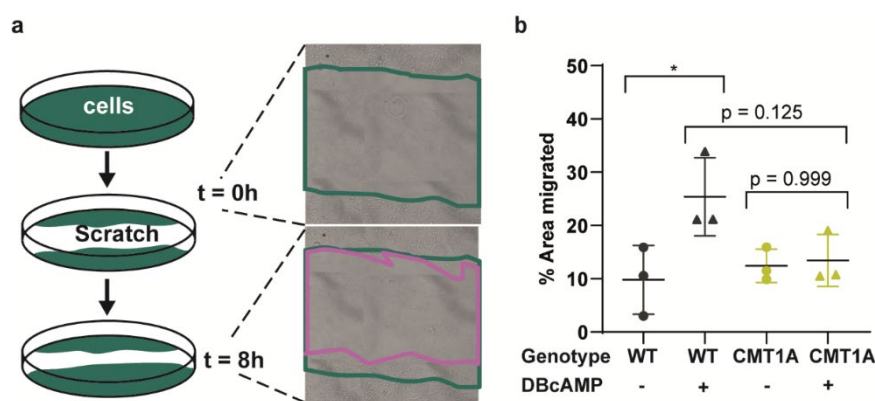 a
cells
t = 0h
Scratch
t = 8h
b
% Area migrated
50
40
30
20
10
0
*
p = 0.125
p = 0.999
Genotype WT WT CMT1A CMT1A
DBcAMP - + - +